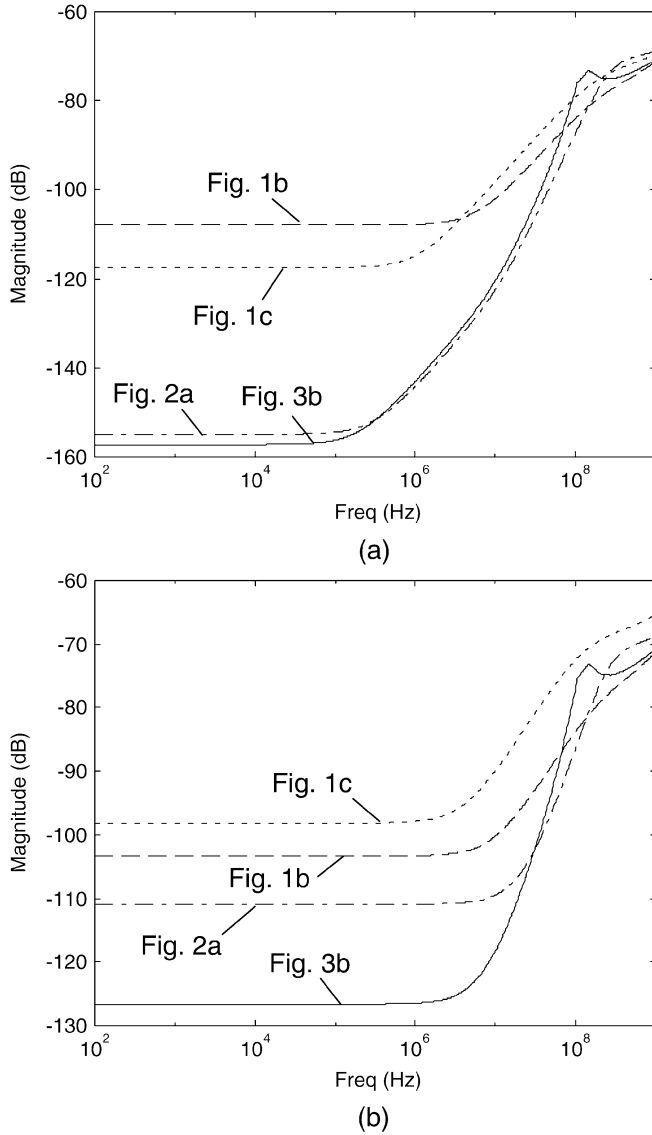 -60
-80
-100
-120
-140
-160
Magnitude (dB)
Fig. 1b
Fig. 1c
Fig. 2a
Fig. 3b
10^2
10^4
10^6
10^8
Freq (Hz)
(a)
-60
-70
-80
-90
-100
-110
-120
-130
Magnitude (dB)
Fig. 1c
Fig. 1b
Fig. 2a
Fig. 3b
10^2
10^4
10^6
10^8
Freq (Hz)
(b)